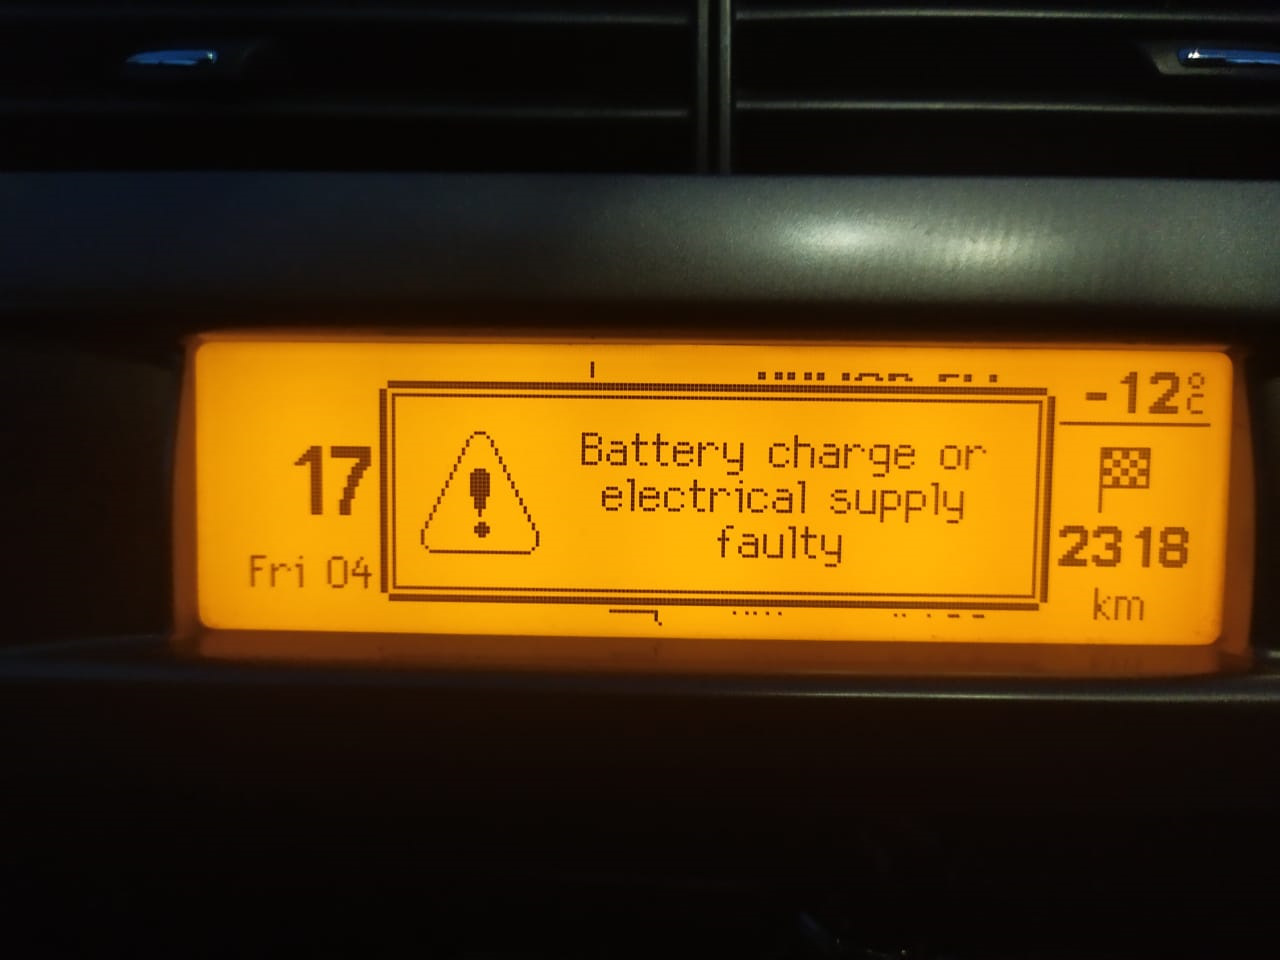 -12°C
Battery charge or
electrical supply
faulty
17
Fri 04
2318
km